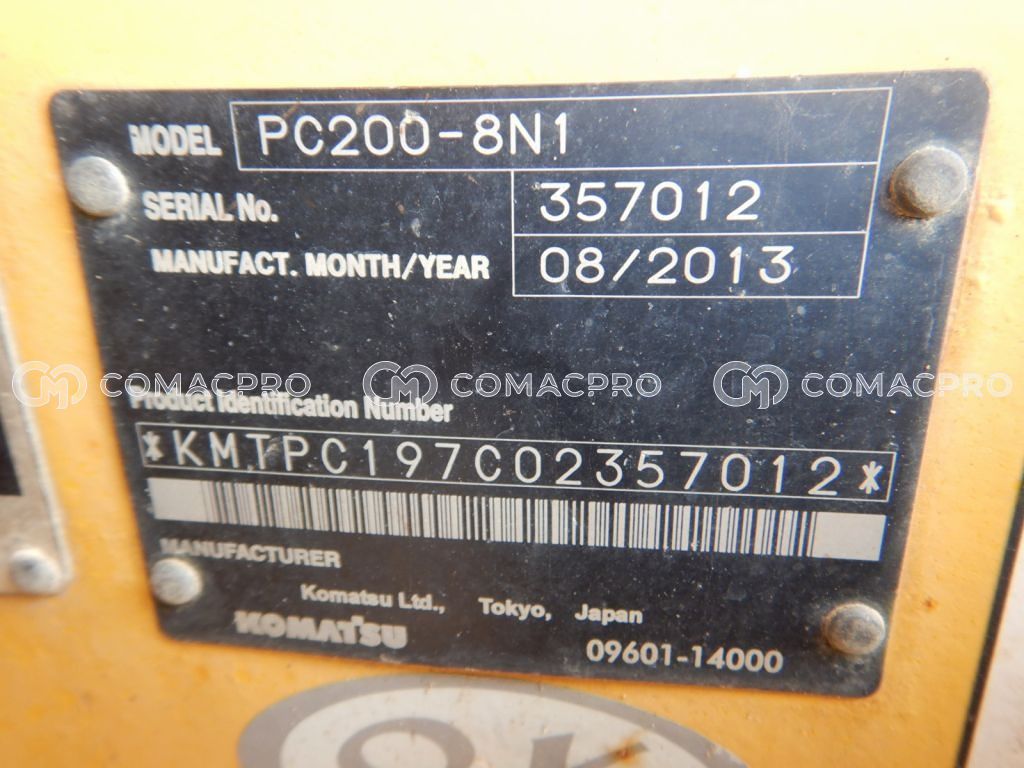 MODEL PC200-8N1
SERIAL No. 357012
MANUFACT. MONTH/YEAR 08/2013
COMACPRO COMACPRO COMACPRO
Product Identification Number
*KMTPC197C02357012*
MANUFACTURER
Komatsu Ltd., Tokyo, Japan
KOMATSU
09601-14000
OK